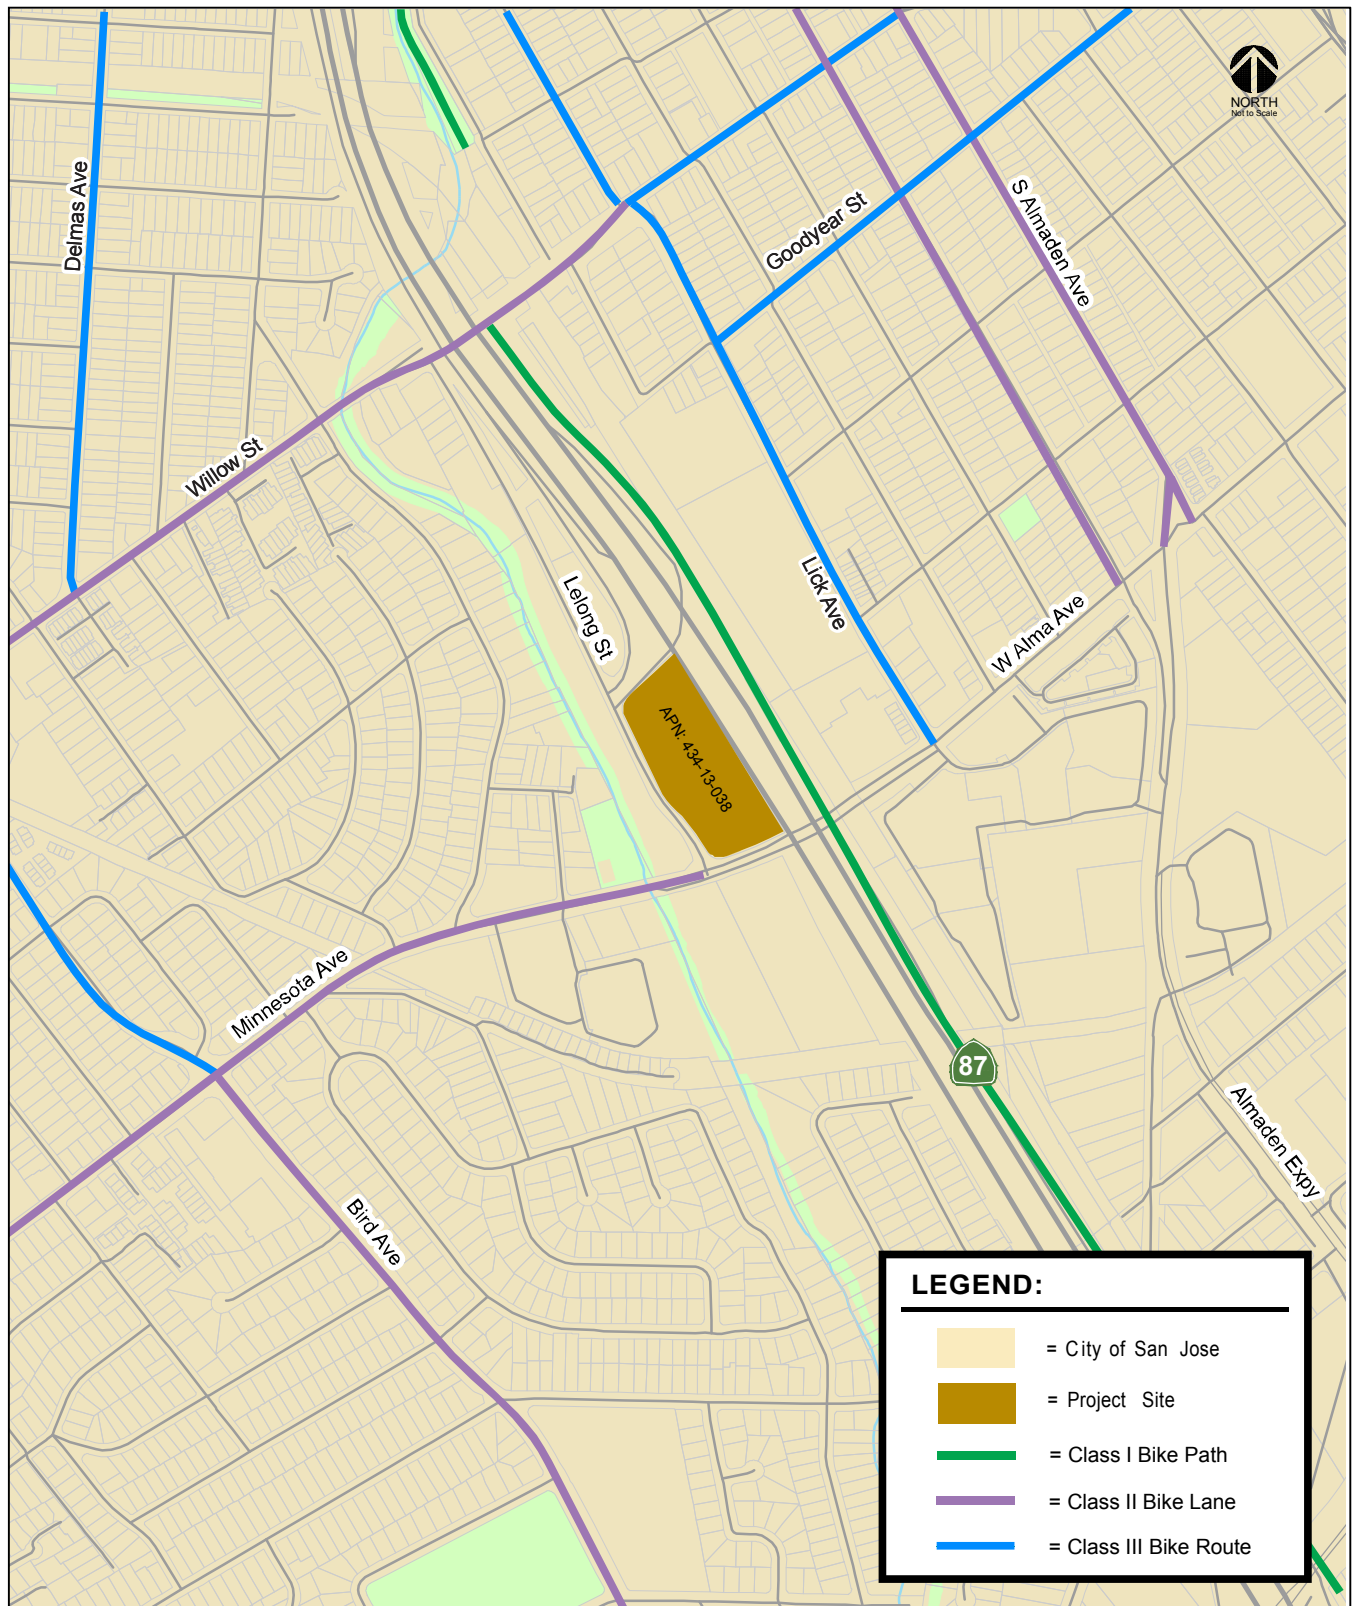 NORTH
Not to Scale
Delmas Ave
Goodyear St
S Almaden Ave
Willow St
Lelong St
Lick Ave
W Alma Ave
APN: 434-13-038
Minnesota Ave
87
Almaden Expy
Bird Ave
LEGEND:
= City of San Jose
= Project Site
= Class I Bike Path
= Class II Bike Lane
= Class III Bike Route